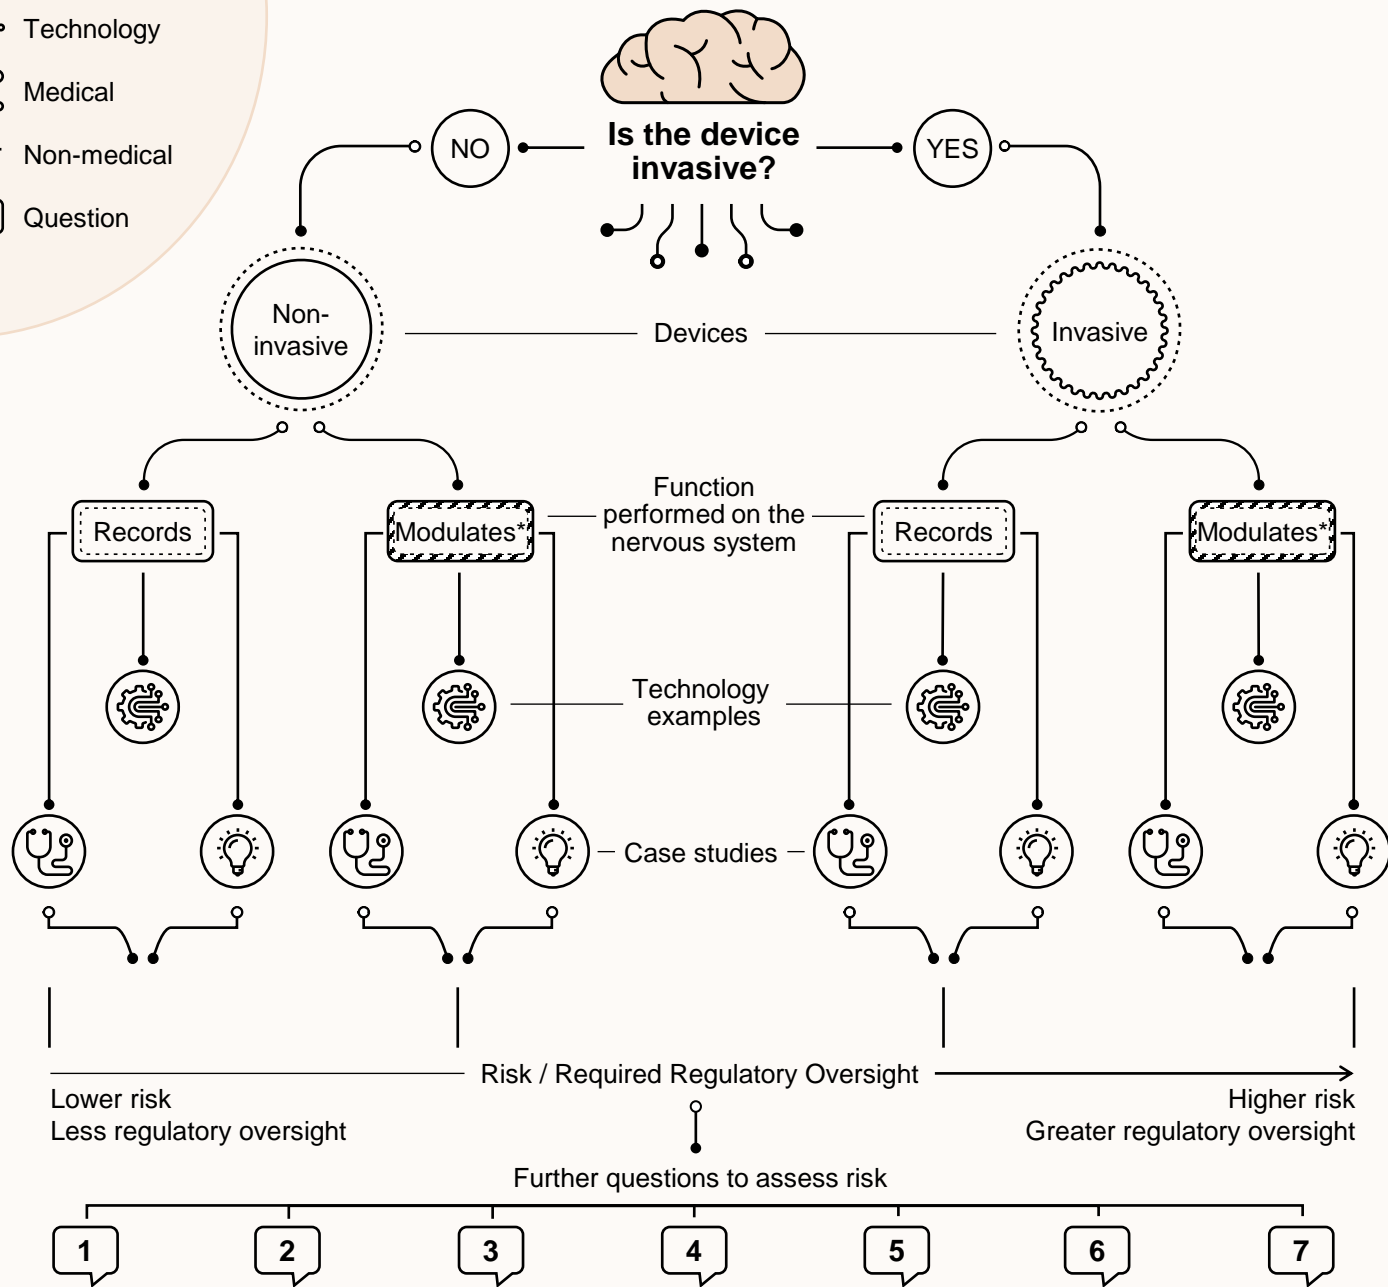 Technology
Medical
Non-medical
Question
Is the device
invasive?
NO
YES
Non-
invasive
Devices
Invasive
Function
performed on the
nervous system
Records
Modulates*
Records
Modulates*
Technology
examples
Case studies
Risk / Required Regulatory Oversight
Lower risk
Less regulatory oversight
Higher risk
Greater regulatory oversight
Further questions to assess risk
1
2
3
4
5
6
7